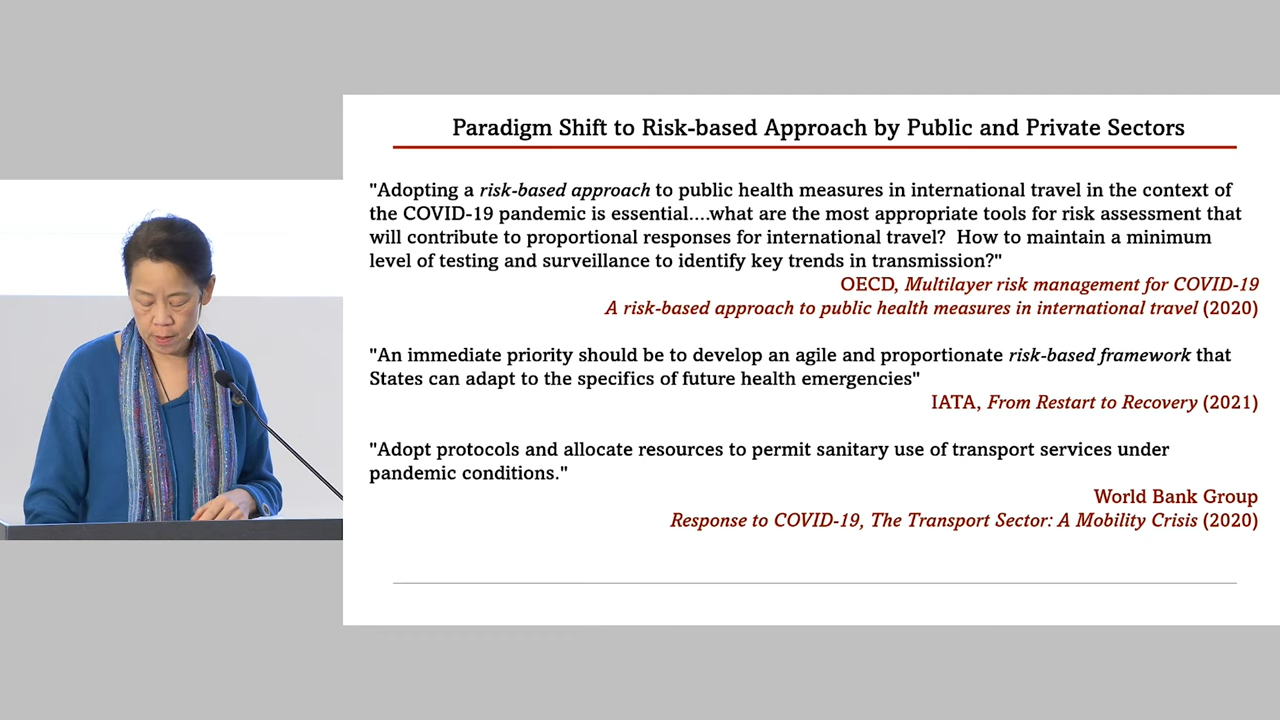 Paradigm Shift to Risk-based Approach by Public and Private Sectors
"Adopting a risk-based approach to public health measures in international travel in the context of
the COVID-19 pandemic is essential....what are the most appropriate tools for risk assessment that
will contribute to proportional responses for international travel?  How to maintain a minimum
level of testing and surveillance to identify key trends in transmission?"
OECD, Multilayer risk management for COVID-19
A risk-based approach to public health measures in international travel (2020)
"An immediate priority should be to develop an agile and proportionate risk-based framework that
States can adapt to the specifics of future health emergencies"
IATA, From Restart to Recovery (2021)
"Adopt protocols and allocate resources to permit sanitary use of transport services under
pandemic conditions."
World Bank Group
Response to COVID-19, The Transport Sector: A Mobility Crisis (2020)